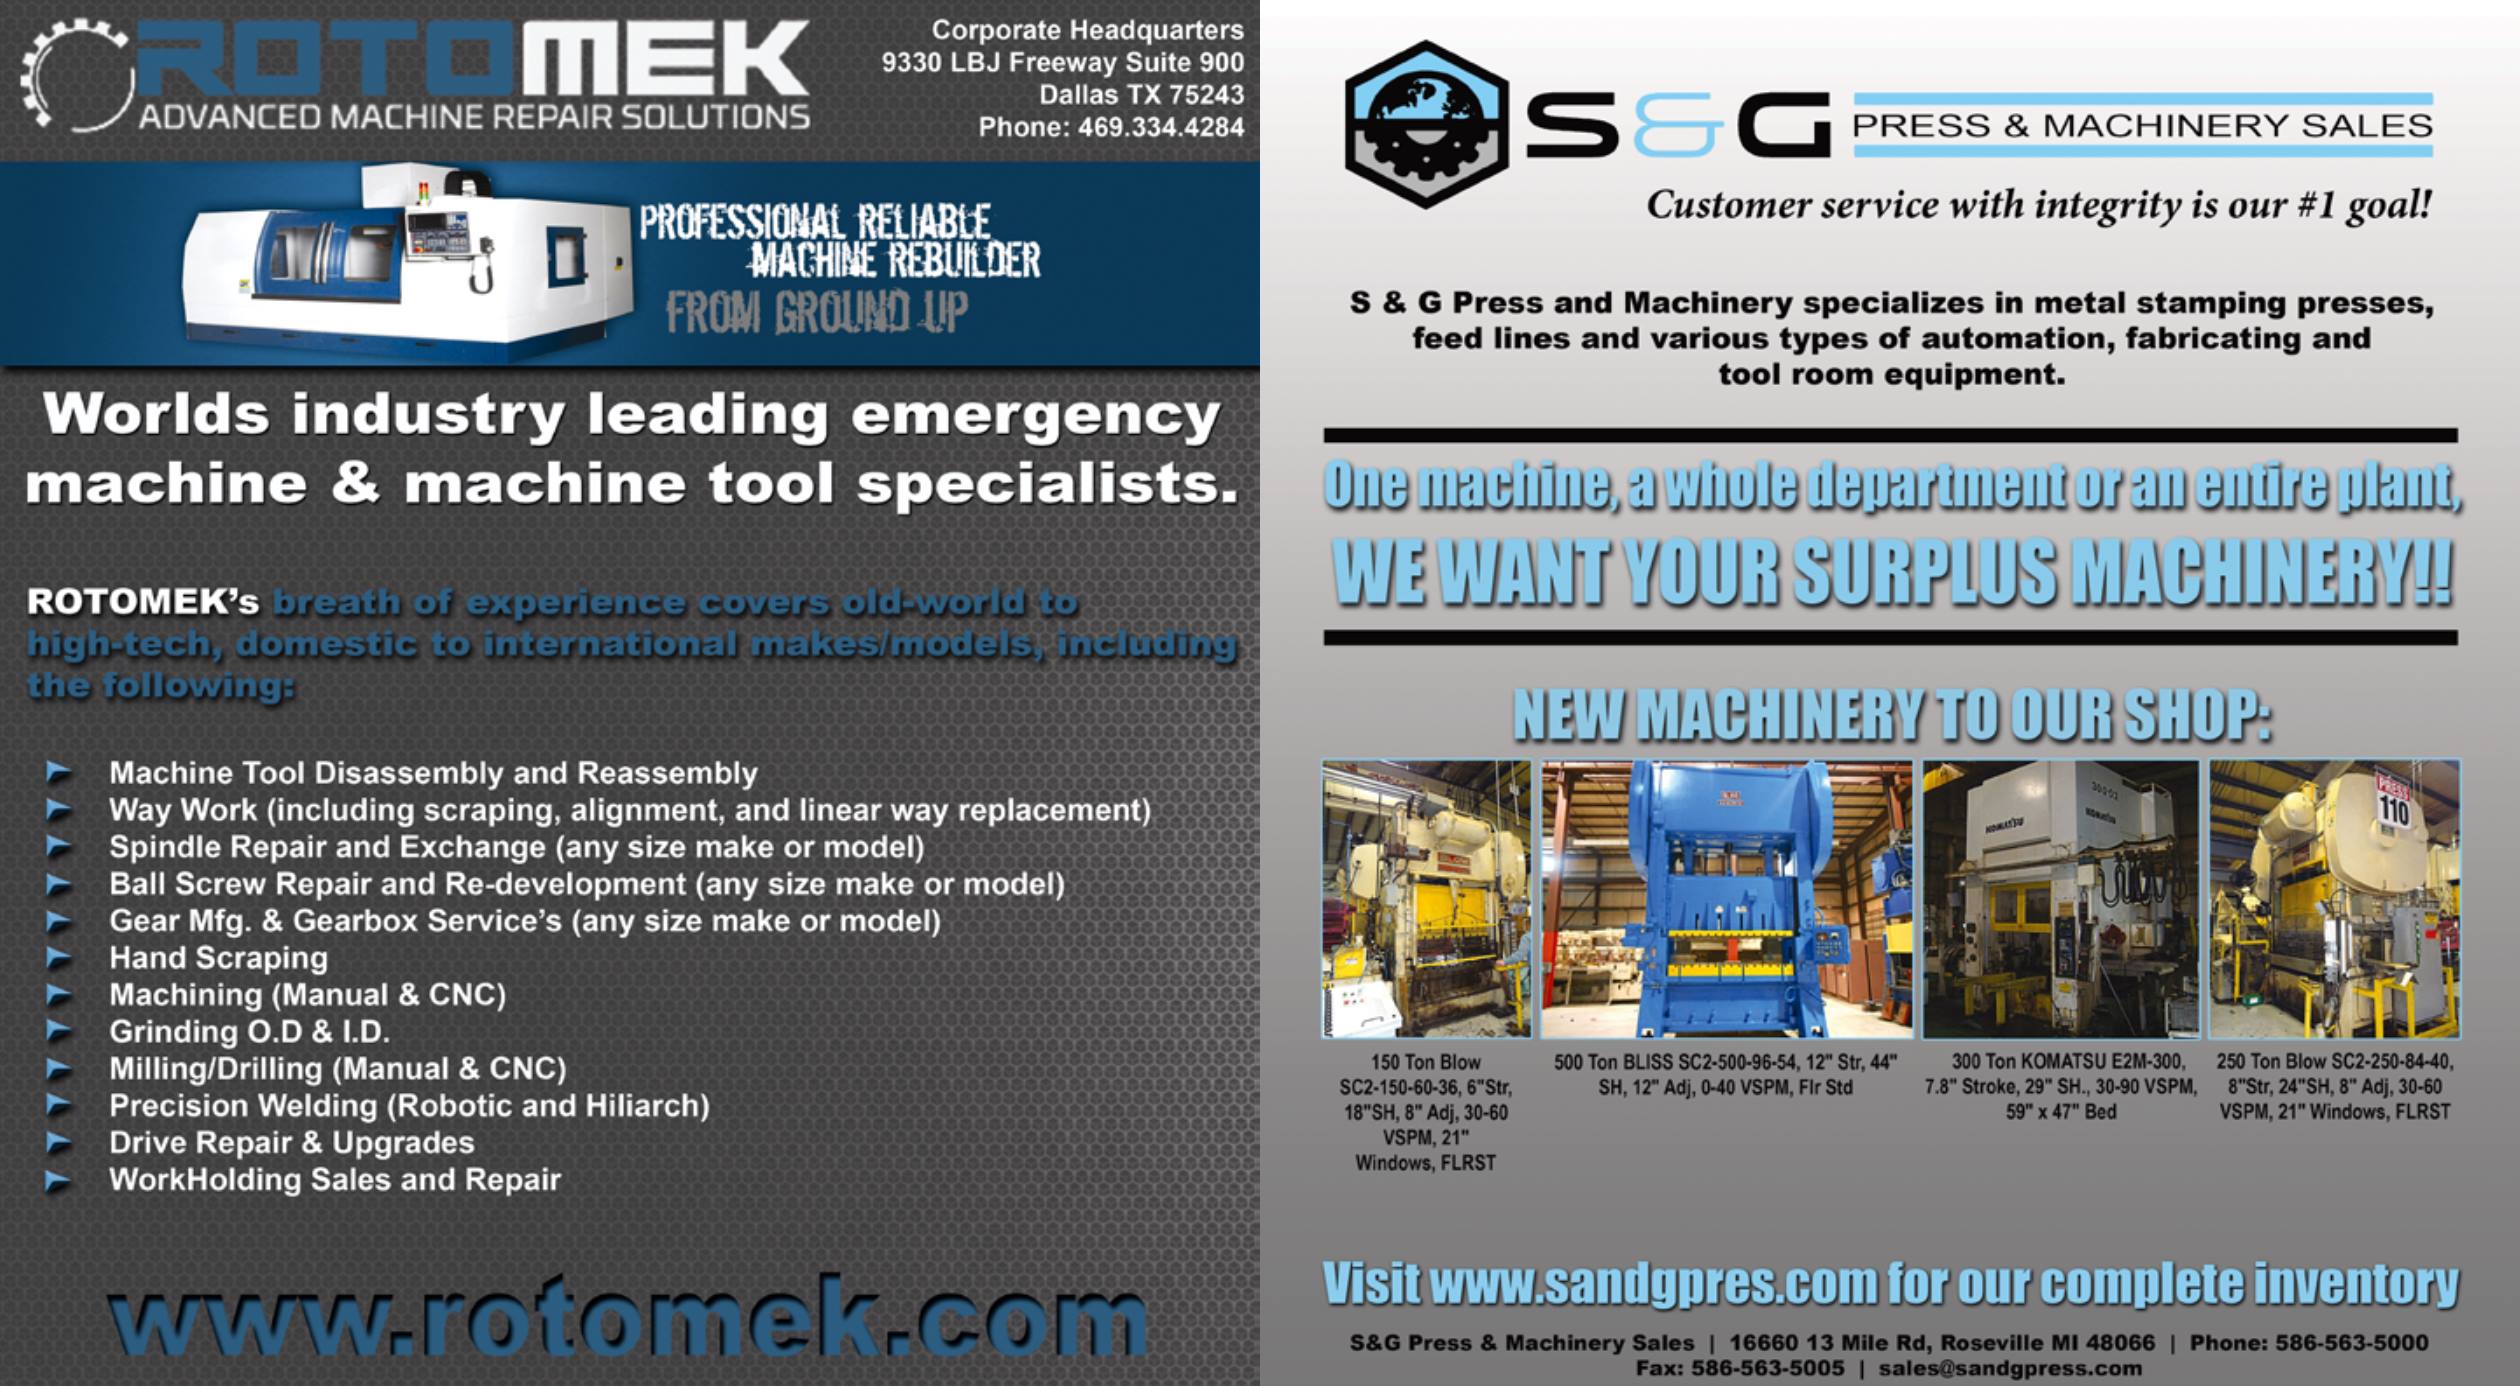 ROTOMEK
ADVANCED MACHINE REPAIR SOLUTIONS
Corporate Headquarters
9330 LBJ Freeway Suite 900
Dallas TX 75243
Phone: 469.334.4284
PROFESSIONAL RELIABLE
MACHINE REBUILDER
FROM GROUND UP
Worlds industry leading emergency
machine & machine tool specialists.
ROTOMEK's breath of experience covers old-world to
high-tech, domestic to international makes/models, including
the following:
Machine Tool Disassembly and Reassembly
Way Work (including scraping, alignment, and linear way replacement)
Spindle Repair and Exchange (any size make or model)
Ball Screw Repair and Re-development (any size make or model)
Gear Mfg. & Gearbox Service's (any size make or model)
Hand Scraping
Machining (Manual & CNC)
Grinding O.D & I.D.
Milling/Drilling (Manual & CNC)
Precision Welding (Robotic and Hiliarch)
Drive Repair & Upgrades
WorkHolding Sales and Repair
www.rotomek.com
S&G PRESS & MACHINERY SALES
Customer service with integrity is our #1 goal!
S & G Press and Machinery specializes in metal stamping presses,
feed lines and various types of automation, fabricating and
tool room equipment.
One machine, a whole department or an entire plant,
WE WANT YOUR SURPLUS MACHINERY!!
NEW MACHINERY TO OUR SHOP:
30002
KOMATSU
KOMATSU
PRESS
110
150 Ton Blow
SC2-150-60-36, 6"Str,
18"SH, 8" Adj, 30-60
VSPM, 21"
Windows, FLRST
500 Ton BLISS SC2-500-96-54, 12" Str, 44"
SH, 12" Adj, 0-40 VSPM, Flr Std
300 Ton KOMATSU E2M-300,
7.8" Stroke, 29" SH., 30-90 VSPM,
59" x 47" Bed
250 Ton Blow SC2-250-84-40,
8"Str, 24"SH, 8" Adj, 30-60
VSPM, 21" Windows, FLRST
Visit www.sandgpres.com for our complete inventory
S&G Press & Machinery Sales | 16660 13 Mile Rd, Roseville MI 48066 | Phone: 586-563-5000
Fax: 586-563-5005 | sales@sandgpress.com